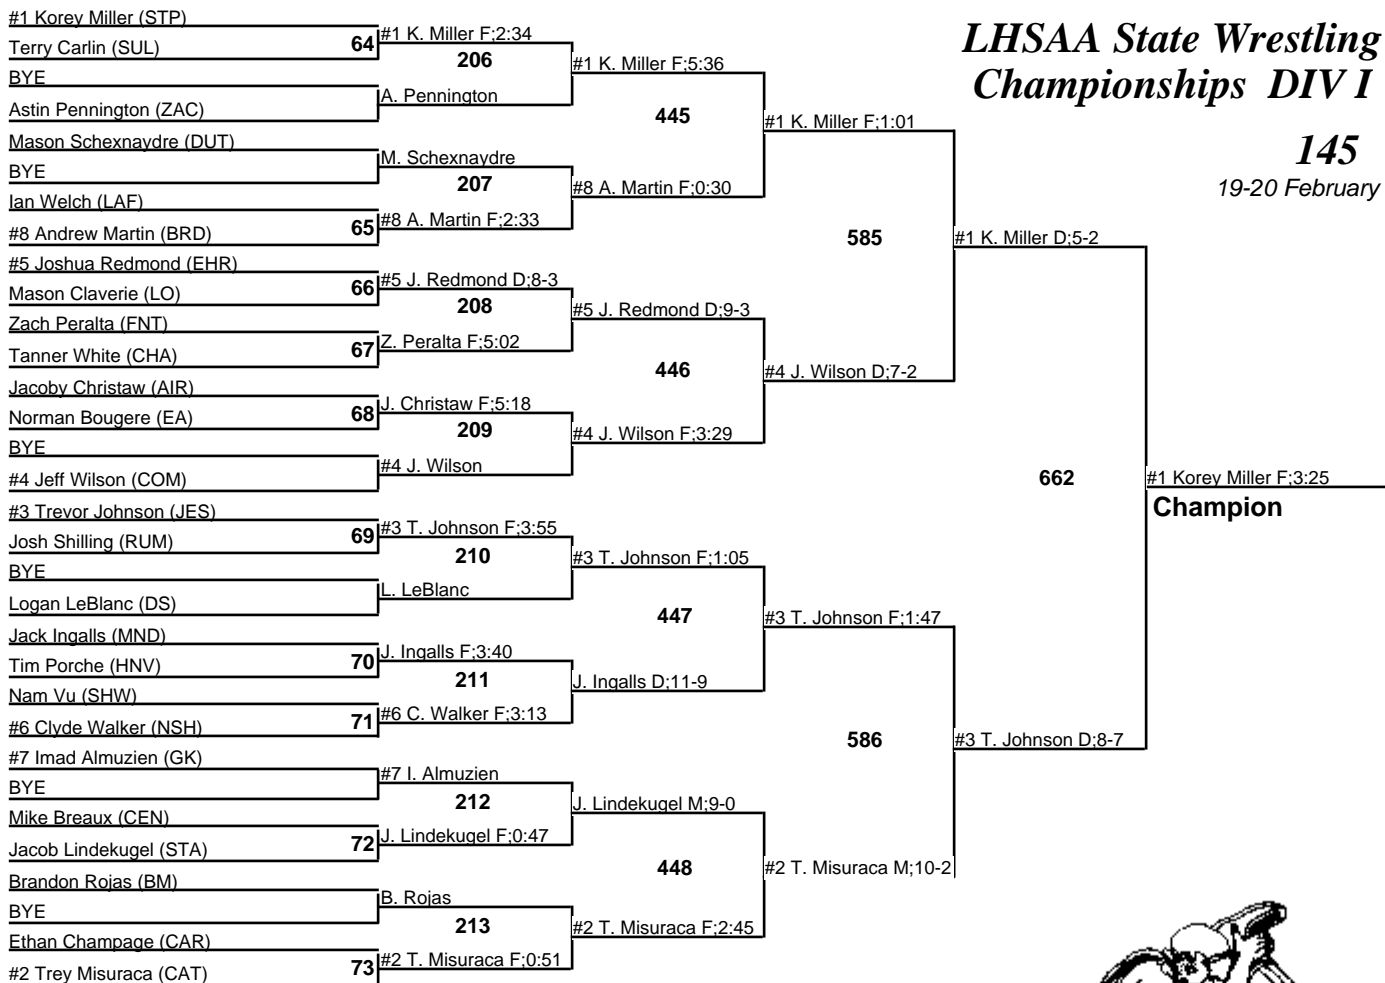 LHSAA State Wrestling
Championships  DIV I
145
19-20 February
#1 Korey Miller (STP)
Terry Carlin (SUL)
BYE
Astin Pennington (ZAC)
Mason Schexnaydre (DUT)
BYE
Ian Welch (LAF)
#8 Andrew Martin (BRD)
#5 Joshua Redmond (EHR)
Mason Claverie (LO)
Zach Peralta (FNT)
Tanner White (CHA)
Jacoby Christaw (AIR)
Norman Bougere (EA)
BYE
#4 Jeff Wilson (COM)
#3 Trevor Johnson (JES)
Josh Shilling (RUM)
BYE
Logan LeBlanc (DS)
Jack Ingalls (MND)
Tim Porche (HNV)
Nam Vu (SHW)
#6 Clyde Walker (NSH)
#7 Imad Almuzien (GK)
BYE
Mike Breaux (CEN)
Jacob Lindekugel (STA)
Brandon Rojas (BM)
BYE
Ethan Champage (CAR)
#2 Trey Misuraca (CAT)
64
65
66
67
68
69
70
71
72
73
#1 K. Miller F;2:34
206
A. Pennington
M. Schexnaydre
207
#8 A. Martin F;2:33
#5 J. Redmond D;8-3
208
Z. Peralta F;5:02
J. Christaw F;5:18
209
#4 J. Wilson
#3 T. Johnson F;3:55
210
L. LeBlanc
J. Ingalls F;3:40
211
#6 C. Walker F;3:13
#7 I. Almuzien
212
J. Lindekugel F;0:47
B. Rojas
213
#2 T. Misuraca F;0:51
#1 K. Miller F;5:36
445
#8 A. Martin F;0:30
#5 J. Redmond D;9-3
446
#4 J. Wilson F;3:29
#3 T. Johnson F;1:05
447
J. Ingalls D;11-9
J. Lindekugel M;9-0
448
#2 T. Misuraca F;2:45
#1 K. Miller F;1:01
585
#4 J. Wilson D;7-2
#3 T. Johnson F;1:47
586
#2 T. Misuraca M;10-2
#1 K. Miller D;5-2
662
#3 T. Johnson D;8-7
#1 Korey Miller F;3:25
Champion